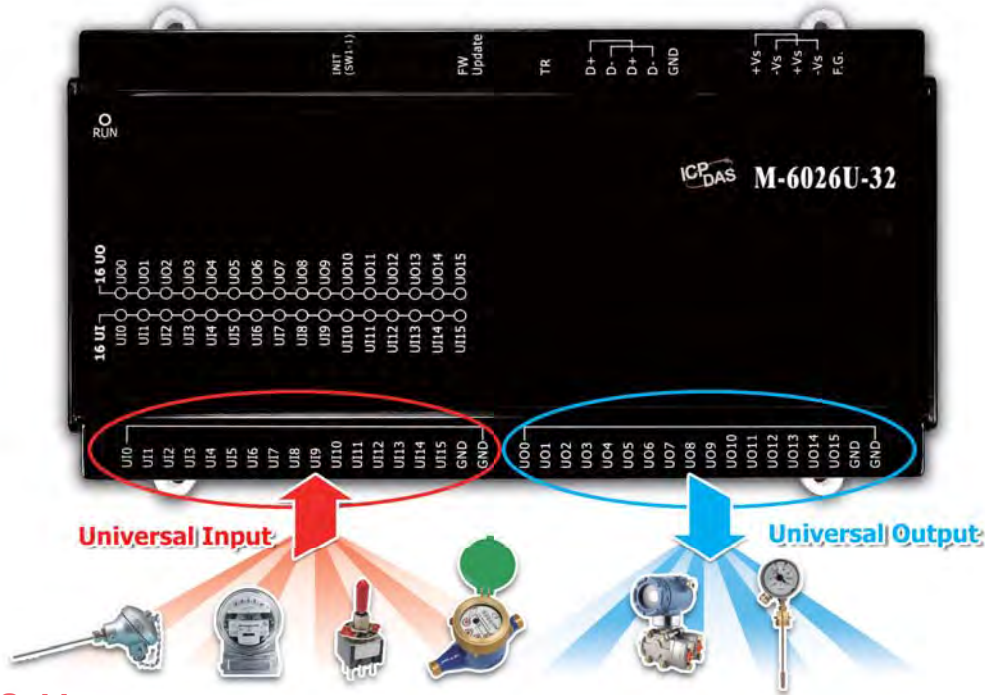 INIT
(SW1-1)
FW
Update
TR
D+
D-
D+
D-
GND
+Vs
-Vs
+Vs
-Vs
F.G.
RUN
ICP DAS
M-6026U-32
16 UO
UO0
UO1
UO2
UO3
UO4
UO5
UO6
UO7
UO8
UO9
UO10
UO11
UO12
UO13
UO14
UO15
16 UI
UI0
UI1
UI2
UI3
UI4
UI5
UI6
UI7
UI8
UI9
UI10
UI11
UI12
UI13
UI14
UI15
UI0
UI1
UI2
UI3
UI4
UI5
UI6
UI7
UI8
UI9
UI10
UI11
UI12
UI13
UI14
UI15
GND
GND
UO0
UO1
UO2
UO3
UO4
UO5
UO6
UO7
UO8
UO9
UO10
UO11
UO12
UO13
UO14
UO15
GND
GND
Universal Input
Universal Output